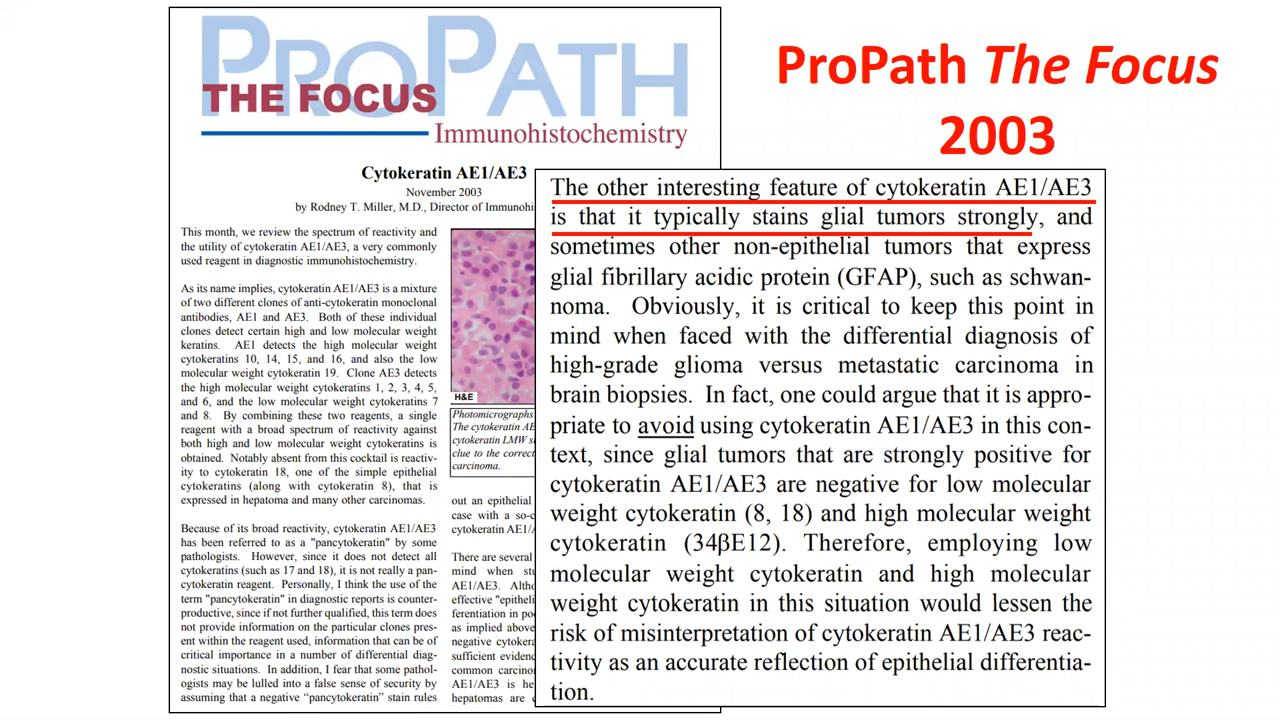 PROPATH
THE FOCUS
Immunohistochemistry
ProPath The Focus
2003
Cytokeratin AE1/AE3
November 2003
by Rodney T. Miller, M.D., Director of Immunohi
This month, we review the spectrum of reactivity and
the utility of cytokeratin AE1/AE3, a very commonly
used reagent in diagnostic immunohistochemistry.
As its name implies, cytokeratin AE1/AE3 is a mixture
of two different clones of anti-cytokeratin monoclonal
antibodies, AE1 and AE3. Both of these individual
clones detect certain high and low molecular weight
keratins. AE1 detects the high molecular weight
cytokeratins 10, 14, 15, and 16, and also the low
molecular weight cytokeratin 19. Clone AE3 detects
the high molecular weight cytokeratins 1, 2, 3, 4, 5,
and 6, and the low molecular weight cytokeratins 7
and 8. By combining these two reagents, a single
reagent with a broad spectrum of reactivity against
both high and low molecular weight cytokeratins is
obtained. Notably absent from this cocktail is reactiv-
ity to cytokeratin 18, one of the simple epithelial
cytokeratins (along with cytokeratin 8), that is
expressed in hepatoma and many other carcinomas.
Because of its broad reactivity, cytokeratin AE1/AE3
has been referred to as a "pancytokeratin" by some
pathologists. However, since it does not detect all
cytokeratins (such as 17 and 18), it is not really a pan-
cytokeratin reagent. Personally, I think the use of the
term "pancytokeratin" in diagnostic reports is counter-
productive, since if not further qualified, this term does
not provide information on the particular clones pres-
ent within the reagent used, information that can be of
critical importance in a number of differential diag-
nostic situations. In addition, I fear that some pathol-
ogists may be lulled into a false sense of security by
assuming that a negative “pancytokeratin” stain rules
H&E
Photomicrographs
The cytokeratin AE
cytokeratin LMW s
clue to the correct
carcinoma.
out an epithelial
case with a so-c
cytokeratin AE1/
There are several
mind when stu
AE1/AE3. Alth
effective "epitheli
ferentiation in po
as implied above
negative cytokera
sufficient evidenc
common carcino
AE1/AE3 is he
hepatomas are
The other interesting feature of cytokeratin AE1/AE3
is that it typically stains glial tumors strongly, and
sometimes other non-epithelial tumors that express
glial fibrillary acidic protein (GFAP), such as schwan-
noma. Obviously, it is critical to keep this point in
mind when faced with the differential diagnosis of
high-grade glioma versus metastatic carcinoma in
brain biopsies. In fact, one could argue that it is appro-
priate to avoid using cytokeratin AE1/AE3 in this con-
text, since glial tumors that are strongly positive for
cytokeratin AE1/AE3 are negative for low molecular
weight cytokeratin (8, 18) and high molecular weight
cytokeratin (34βE12). Therefore, employing low
molecular weight cytokeratin and high molecular
weight cytokeratin in this situation would lessen the
risk of misinterpretation of cytokeratin AE1/AE3 reac-
tivity as an accurate reflection of epithelial differentia-
tion.